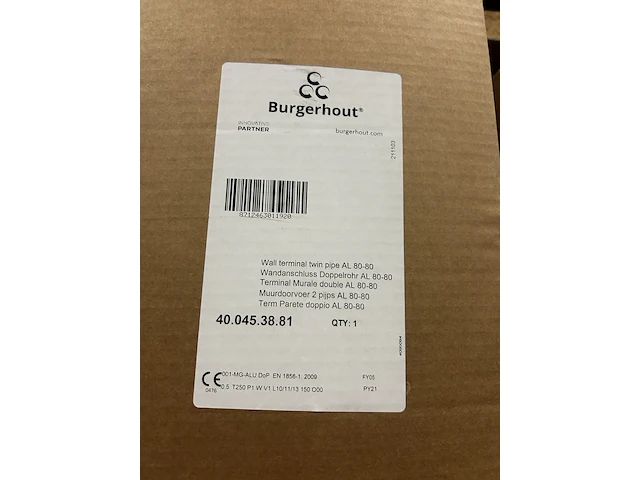 Burgerhout®
INNOVATIVE
PARTNER
burgerhout.com
211103
8212463011920
Wall terminal twin pipe AL 80-80
Wandanschluss Doppelrohr AL 80-80
Terminal Murale double AL 80-80
Muurdoorvoer 2 pijps AL 80-80
Term Parete doppio AL 80-80
40.045.38.81 QTY: 1
001-MG-ALU DoP EN 1856-1: 2009 FY05
CE 0.5 T250 P1 W V1 L10/11/13 150 O00 PY21
0476